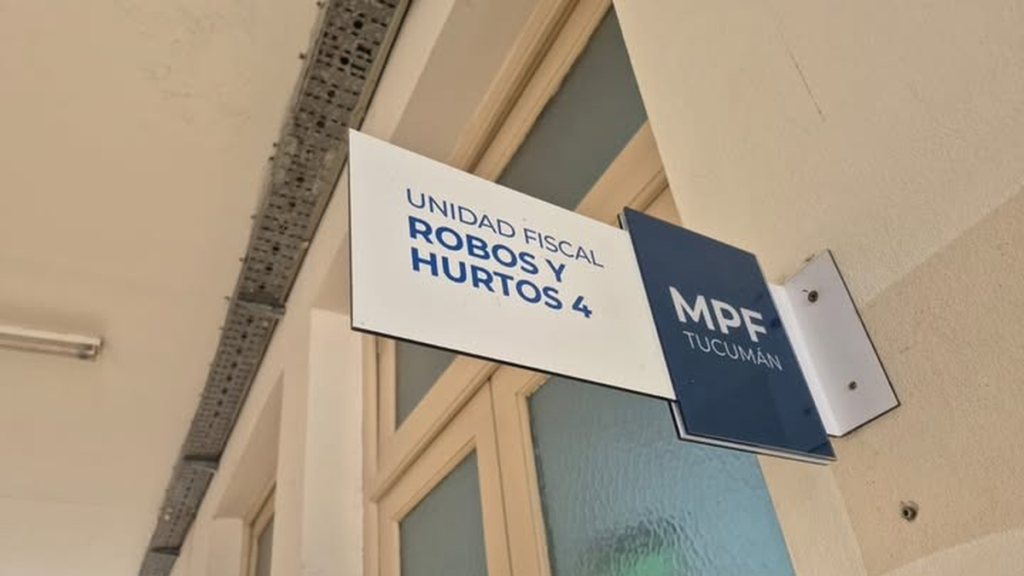 UNIDAD FISCAL
ROBOS Y
HURTOS 4
MPF
TUCUMÁN